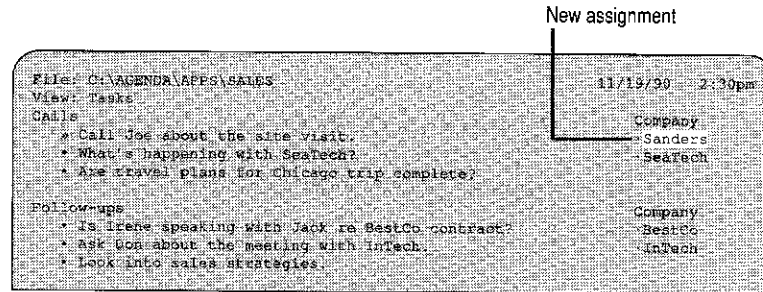 New assignment
File: C:\AGENDA\APPS\SALES 11/19/90 2:30pm
View: Tasks
Calls Company
» Call Joe about the site visit. ·Sanders
• What's happening with SeaTech? ·SeaTech
• Are travel plans for Chicago trip complete?
Follow-ups Company
• Is Irene speaking with Jack re BestCo contract? ·BestCo
• Ask Don about the meeting with InTech. ·InTech
• Look into sales strategies.